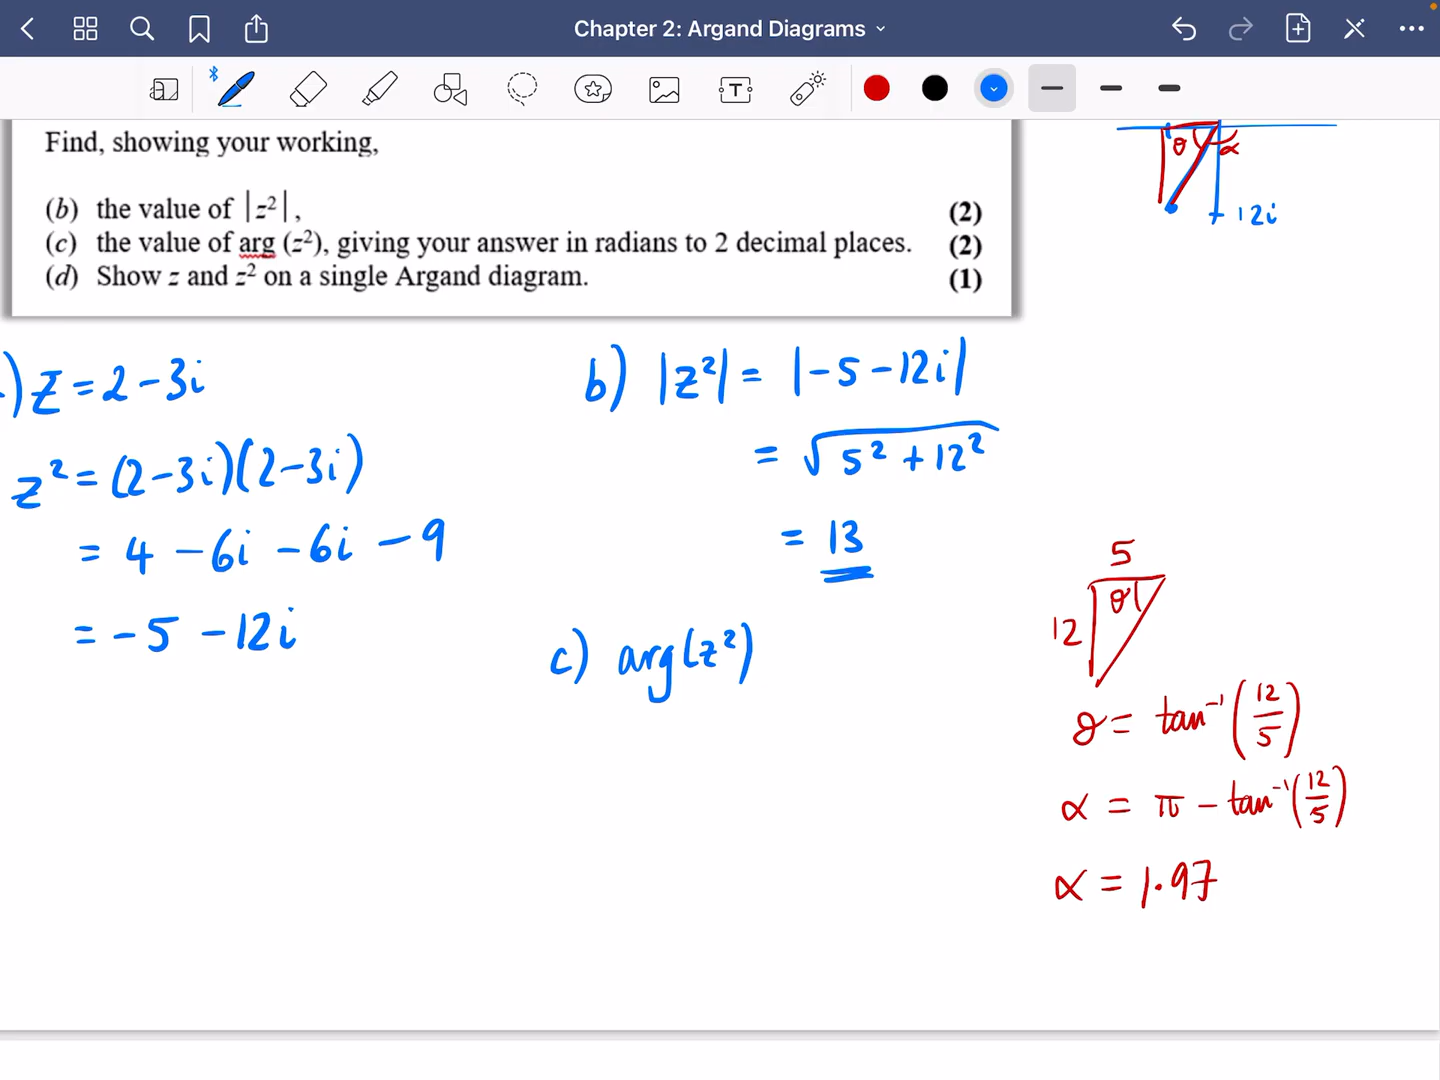 Chapter 2: Argand Diagrams
Find, showing your working,
(b) the value of |z²|, (2)
(c) the value of arg (z²), giving your answer in radians to 2 decimal places. (2)
(d) Show z and z² on a single Argand diagram. (1)
θ α
12i
) z = 2 - 3i
z² = (2 - 3i)(2 - 3i)
= 4 - 6i - 6i - 9
= -5 - 12i
b) |z²| = |-5 - 12i|
= √(5² + 12²)
= 13
c) arg(z²)
5
θ
12
θ = tan⁻¹(12/5)
α = π - tan⁻¹(12/5)
α = 1.97